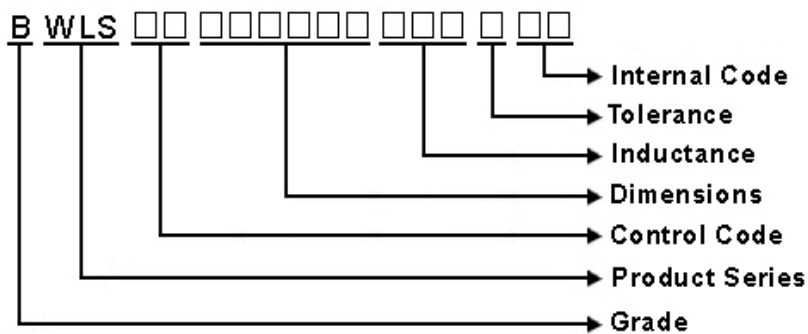 B WLS □□ □□□□□□ □□□ □ □□
Internal Code
Tolerance
Inductance
Dimensions
Control Code
Product Series
Grade